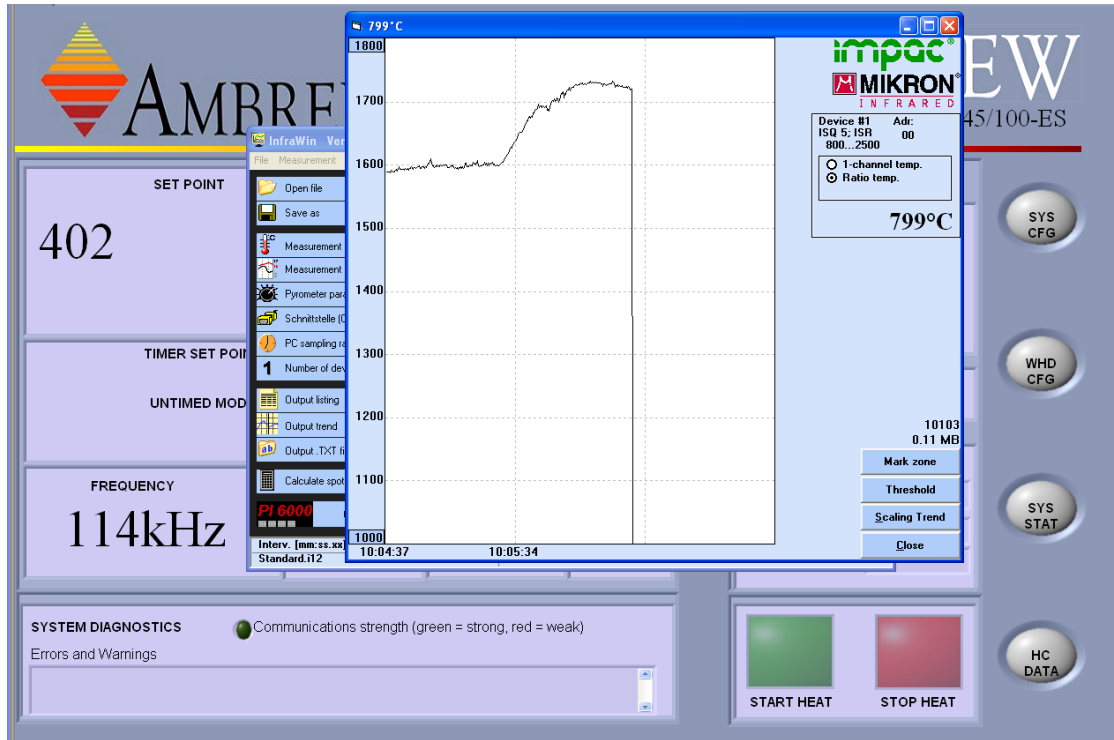 799°C
AMBRE
EW
45/100-ES
impac®
MIKRON®
INFRARED
Device #1 Adr:
ISQ 5; ISR 00
800...2500
1-channel temp.
Ratio temp.
799°C
1800
1700
1600
1500
1400
1300
1200
1100
1000
10:04:37 10:05:34
10103
0.11 MB
Mark zone
Threshold
Scaling Trend
Close
InfraWin Ver
File Measurement
Open file
Save as
°C
Measurement
Measurement
Pyrometer para
Schnittstelle (C
PC sampling ra
1 Number of dev
Output listing
Output trend
ab Output .TXT fi
Calculate spot
PI 6000
Interv. [mm:ss.xx]
Standard.i12
SET POINT
402
TIMER SET POI
UNTIMED MOD
FREQUENCY
114kHz
SYS
CFG
WHD
CFG
SYS
STAT
HC
DATA
SYSTEM DIAGNOSTICS
Communications strength (green = strong, red = weak)
Errors and Warnings
START HEAT
STOP HEAT